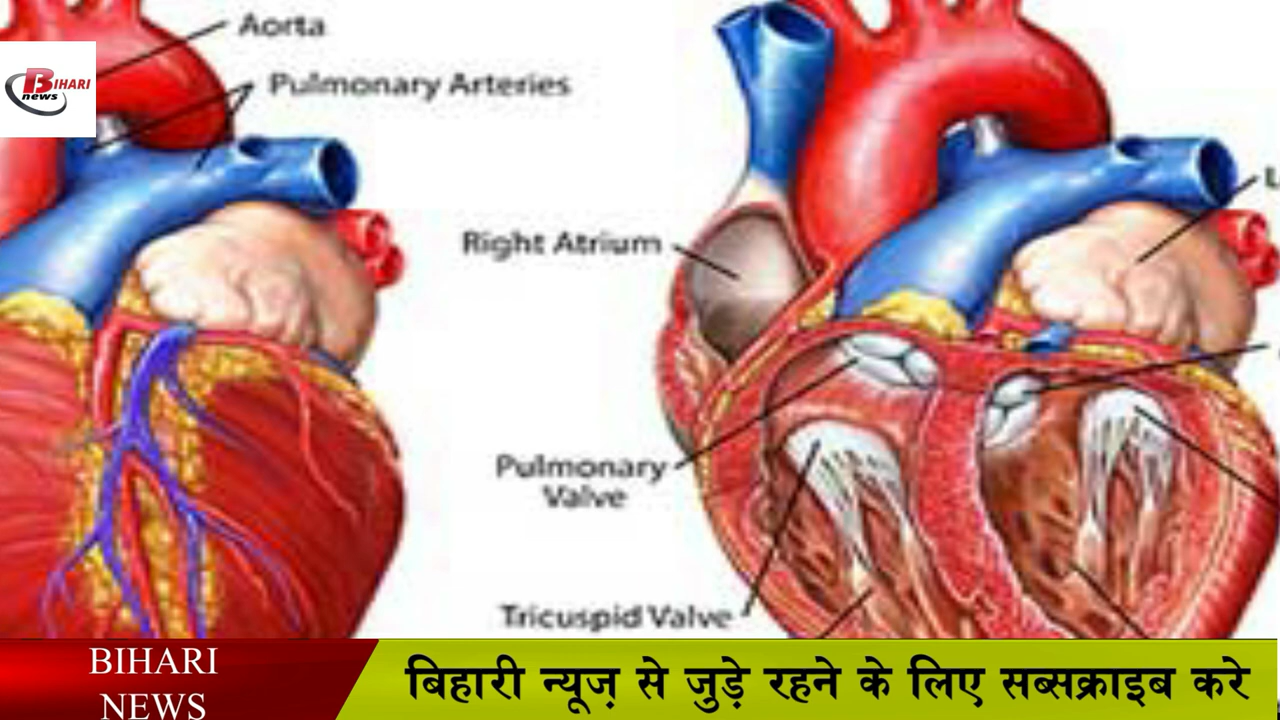 Aorta
Pulmonary Arteries
BIHARI
news
Right Atrium
Pulmonary
Valve
Tricuspid Valve
BIHARI
NEWS
बिहारी न्यूज़ से जुड़े रहने के लिए सब्सक्राइब करे